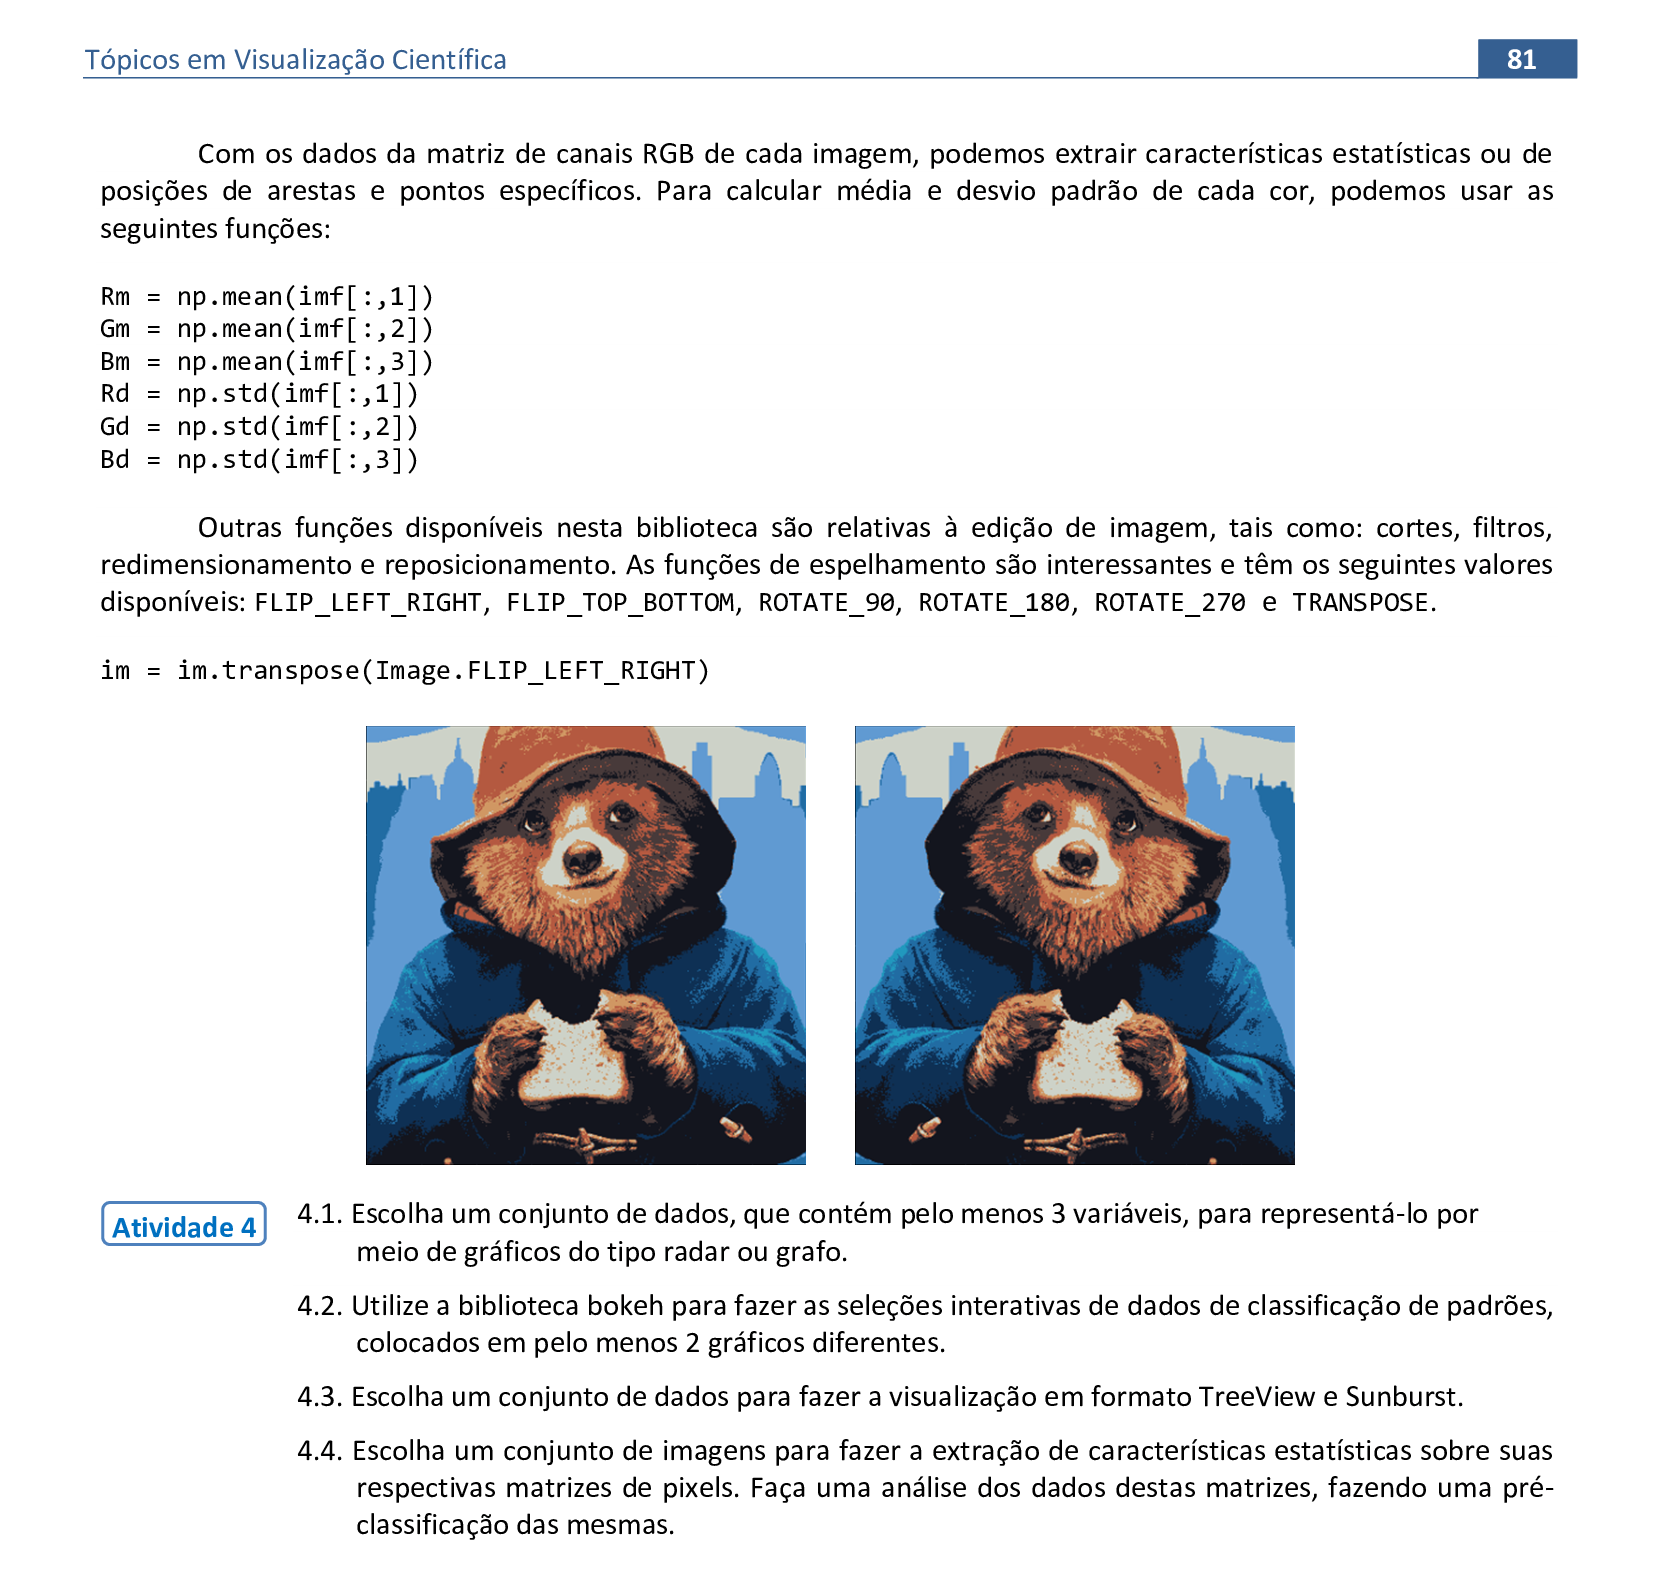 Tópicos em Visualização Científica
81
Com os dados da matriz de canais RGB de cada imagem, podemos extrair características estatísticas ou de
posições de arestas e pontos específicos. Para calcular média e desvio padrão de cada cor, podemos usar as
seguintes funções:
Rm = np.mean(imf[:,1])
Gm = np.mean(imf[:,2])
Bm = np.mean(imf[:,3])
Rd = np.std(imf[:,1])
Gd = np.std(imf[:,2])
Bd = np.std(imf[:,3])
Outras funções disponíveis nesta biblioteca são relativas à edição de imagem, tais como: cortes, filtros,
redimensionamento e reposicionamento. As funções de espelhamento são interessantes e têm os seguintes valores
disponíveis: FLIP_LEFT_RIGHT, FLIP_TOP_BOTTOM, ROTATE_90, ROTATE_180, ROTATE_270 e TRANSPOSE.
im = im.transpose(Image.FLIP_LEFT_RIGHT)
Atividade 4
4.1. Escolha um conjunto de dados, que contém pelo menos 3 variáveis, para representá-lo por
meio de gráficos do tipo radar ou grafo.
4.2. Utilize a biblioteca bokeh para fazer as seleções interativas de dados de classificação de padrões,
colocados em pelo menos 2 gráficos diferentes.
4.3. Escolha um conjunto de dados para fazer a visualização em formato TreeView e Sunburst.
4.4. Escolha um conjunto de imagens para fazer a extração de características estatísticas sobre suas
respectivas matrizes de pixels. Faça uma análise dos dados destas matrizes, fazendo uma pré-
classificação das mesmas.